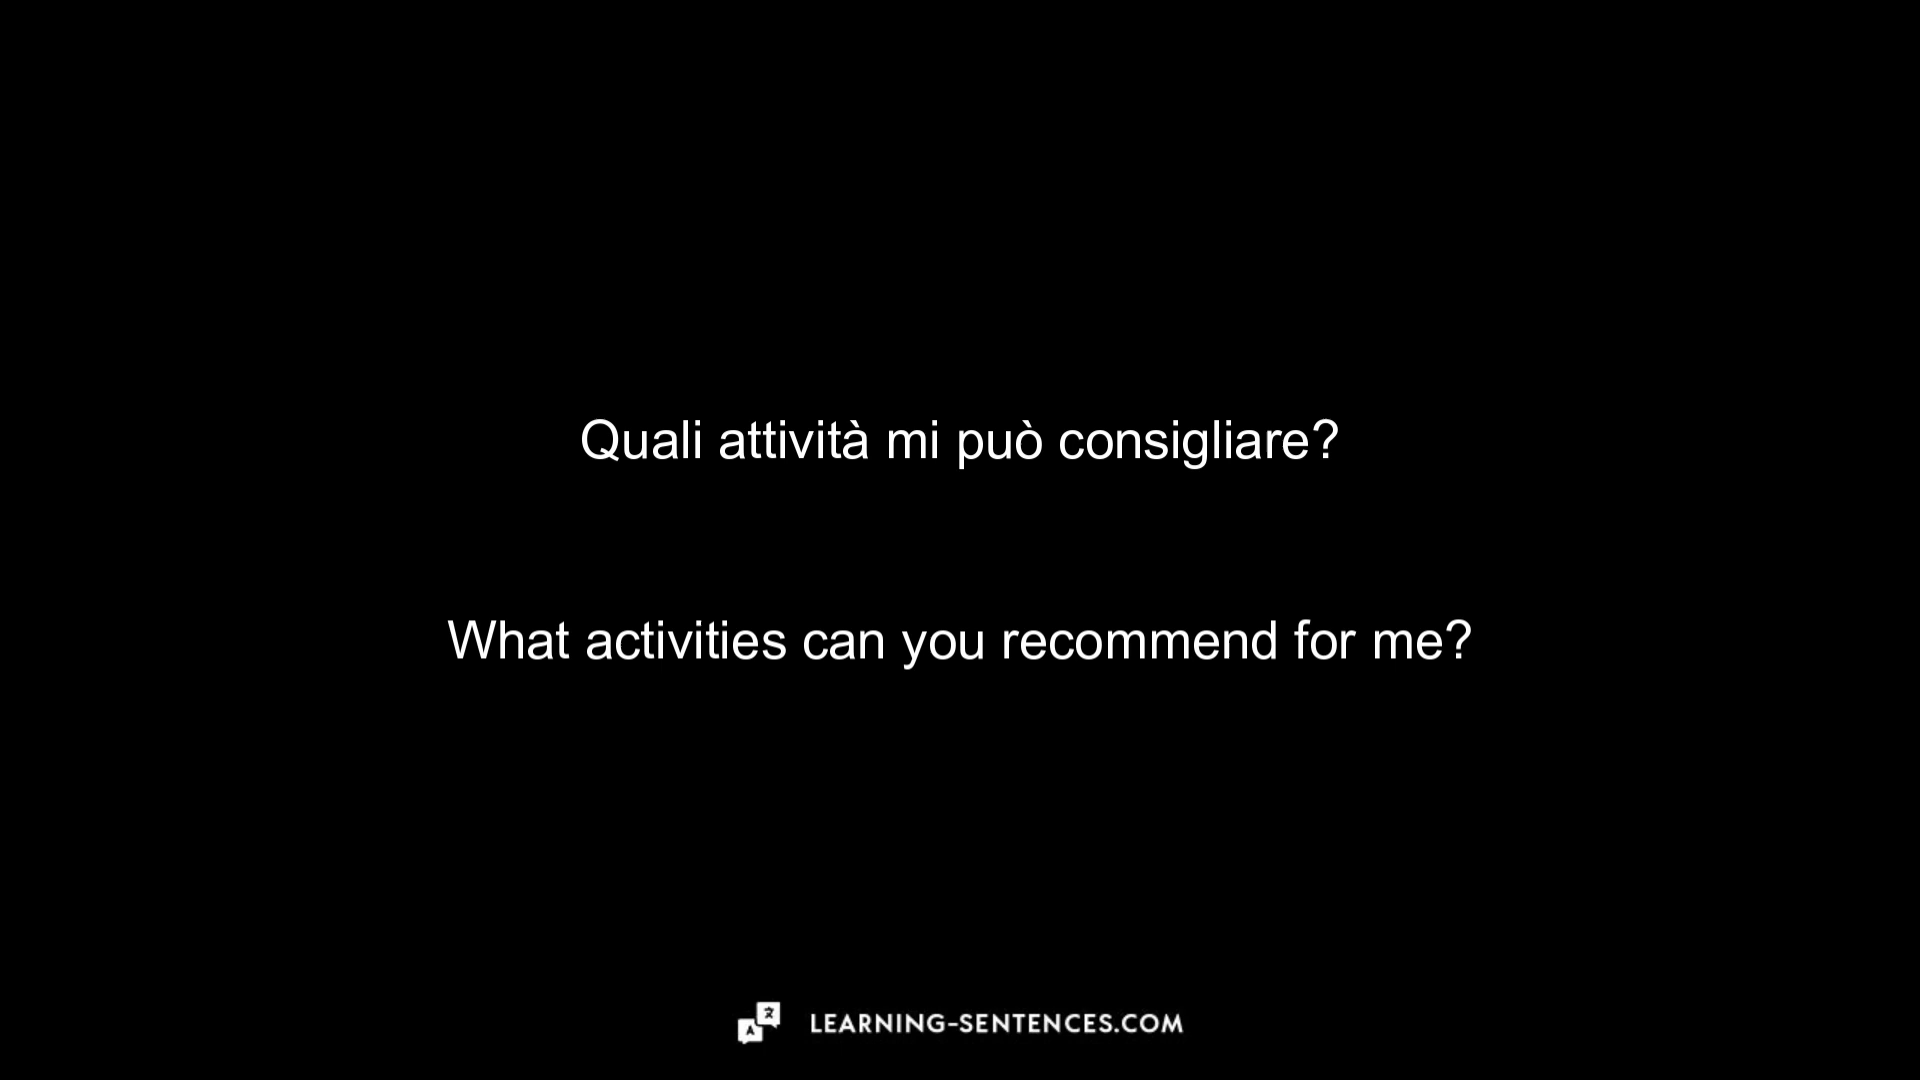 Quali attività mi può consigliare?
What activities can you recommend for me?
LEARNING-SENTENCES.COM